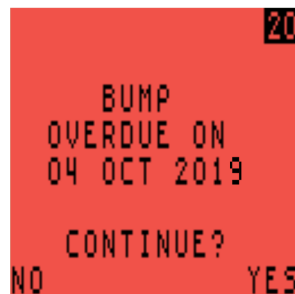 20
BUMP
OVERDUE ON
04 OCT 2019
CONTINUE?
NO YES